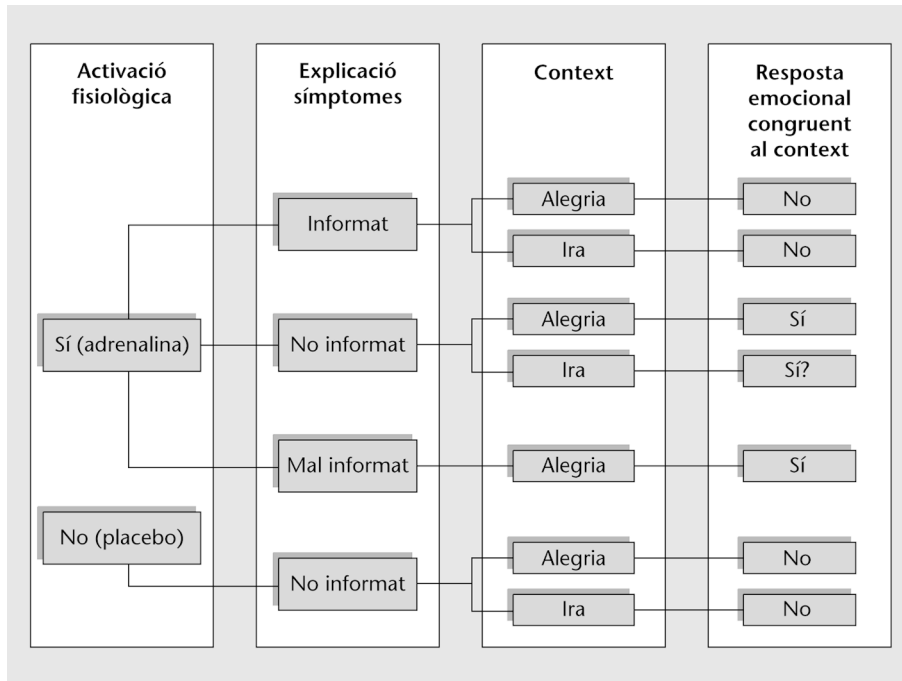 Activació
fisiològica
Explicació
símptomes
Context
Resposta
emocional
congruent
al context
Informat
Alegria
No
Ira
No
Sí (adrenalina)
No informat
Alegria
Sí
Ira
Sí?
Mal informat
Alegria
Sí
No (placebo)
No informat
Alegria
No
Ira
No